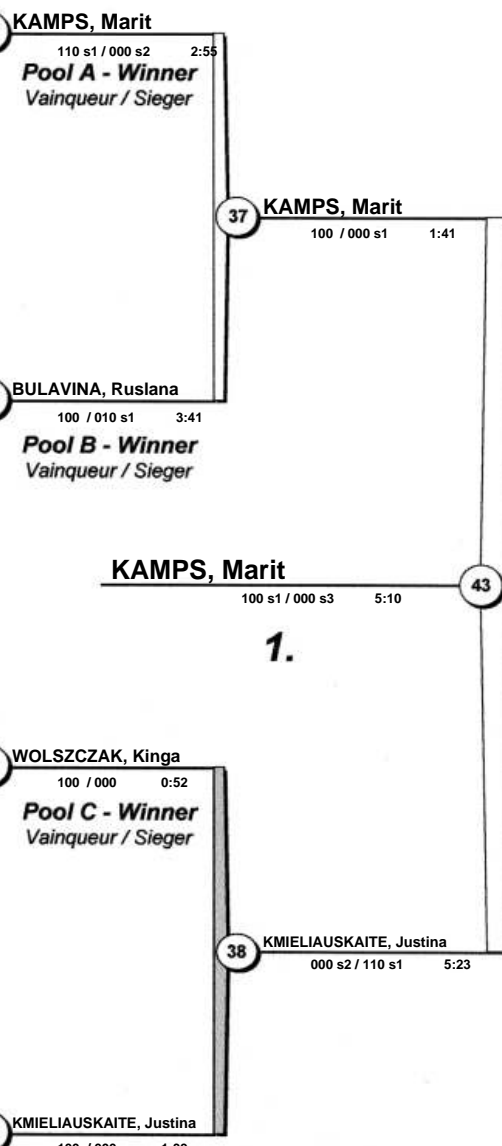 KAMPS, Marit
110 s1 / 000 s2 2:55
Pool A - Winner
Vainqueur / Sieger
37
KAMPS, Marit
100 / 000 s1 1:41
BULAVINA, Ruslana
100 / 010 s1 3:41
Pool B - Winner
Vainqueur / Sieger
KAMPS, Marit
43
100 s1 / 000 s3 5:10
1.
WOLSZCZAK, Kinga
100 / 000 0:52
Pool C - Winner
Vainqueur / Sieger
38
KMIELIAUSKAITE, Justina
000 s2 / 110 s1 5:23
KMIELIAUSKAITE, Justina